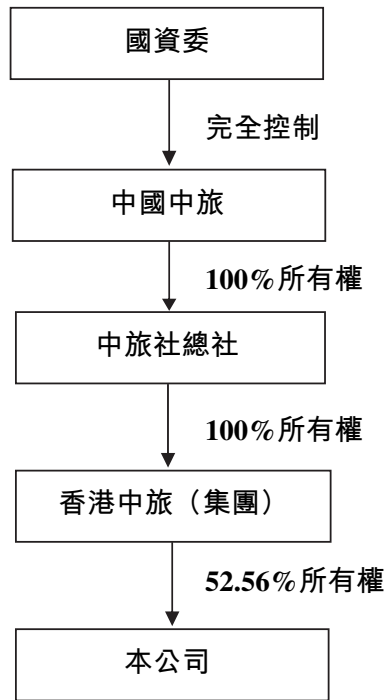 國資委
完全控制
中國中旅
100%所有權
中旅社總社
100%所有權
香港中旅（集團）
52.56%所有權
本公司